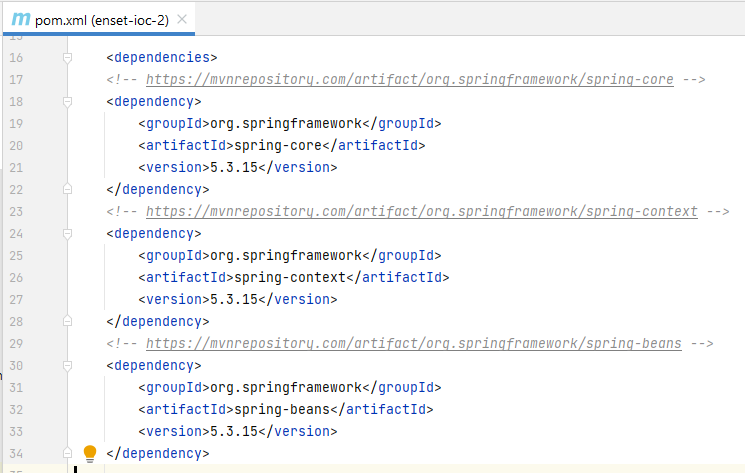 m pom.xml (enset-ioc-2) ×
15
16 <dependencies>
17 <!-- https://mvnrepository.com/artifact/org.springframework/spring-core -->
18 <dependency>
19 <groupId>org.springframework</groupId>
20 <artifactId>spring-core</artifactId>
21 <version>5.3.15</version>
22 </dependency>
23 <!-- https://mvnrepository.com/artifact/org.springframework/spring-context -->
24 <dependency>
25 <groupId>org.springframework</groupId>
26 <artifactId>spring-context</artifactId>
27 <version>5.3.15</version>
28 </dependency>
29 <!-- https://mvnrepository.com/artifact/org.springframework/spring-beans -->
30 <dependency>
31 <groupId>org.springframework</groupId>
32 <artifactId>spring-beans</artifactId>
33 <version>5.3.15</version>
34 </dependency>
35